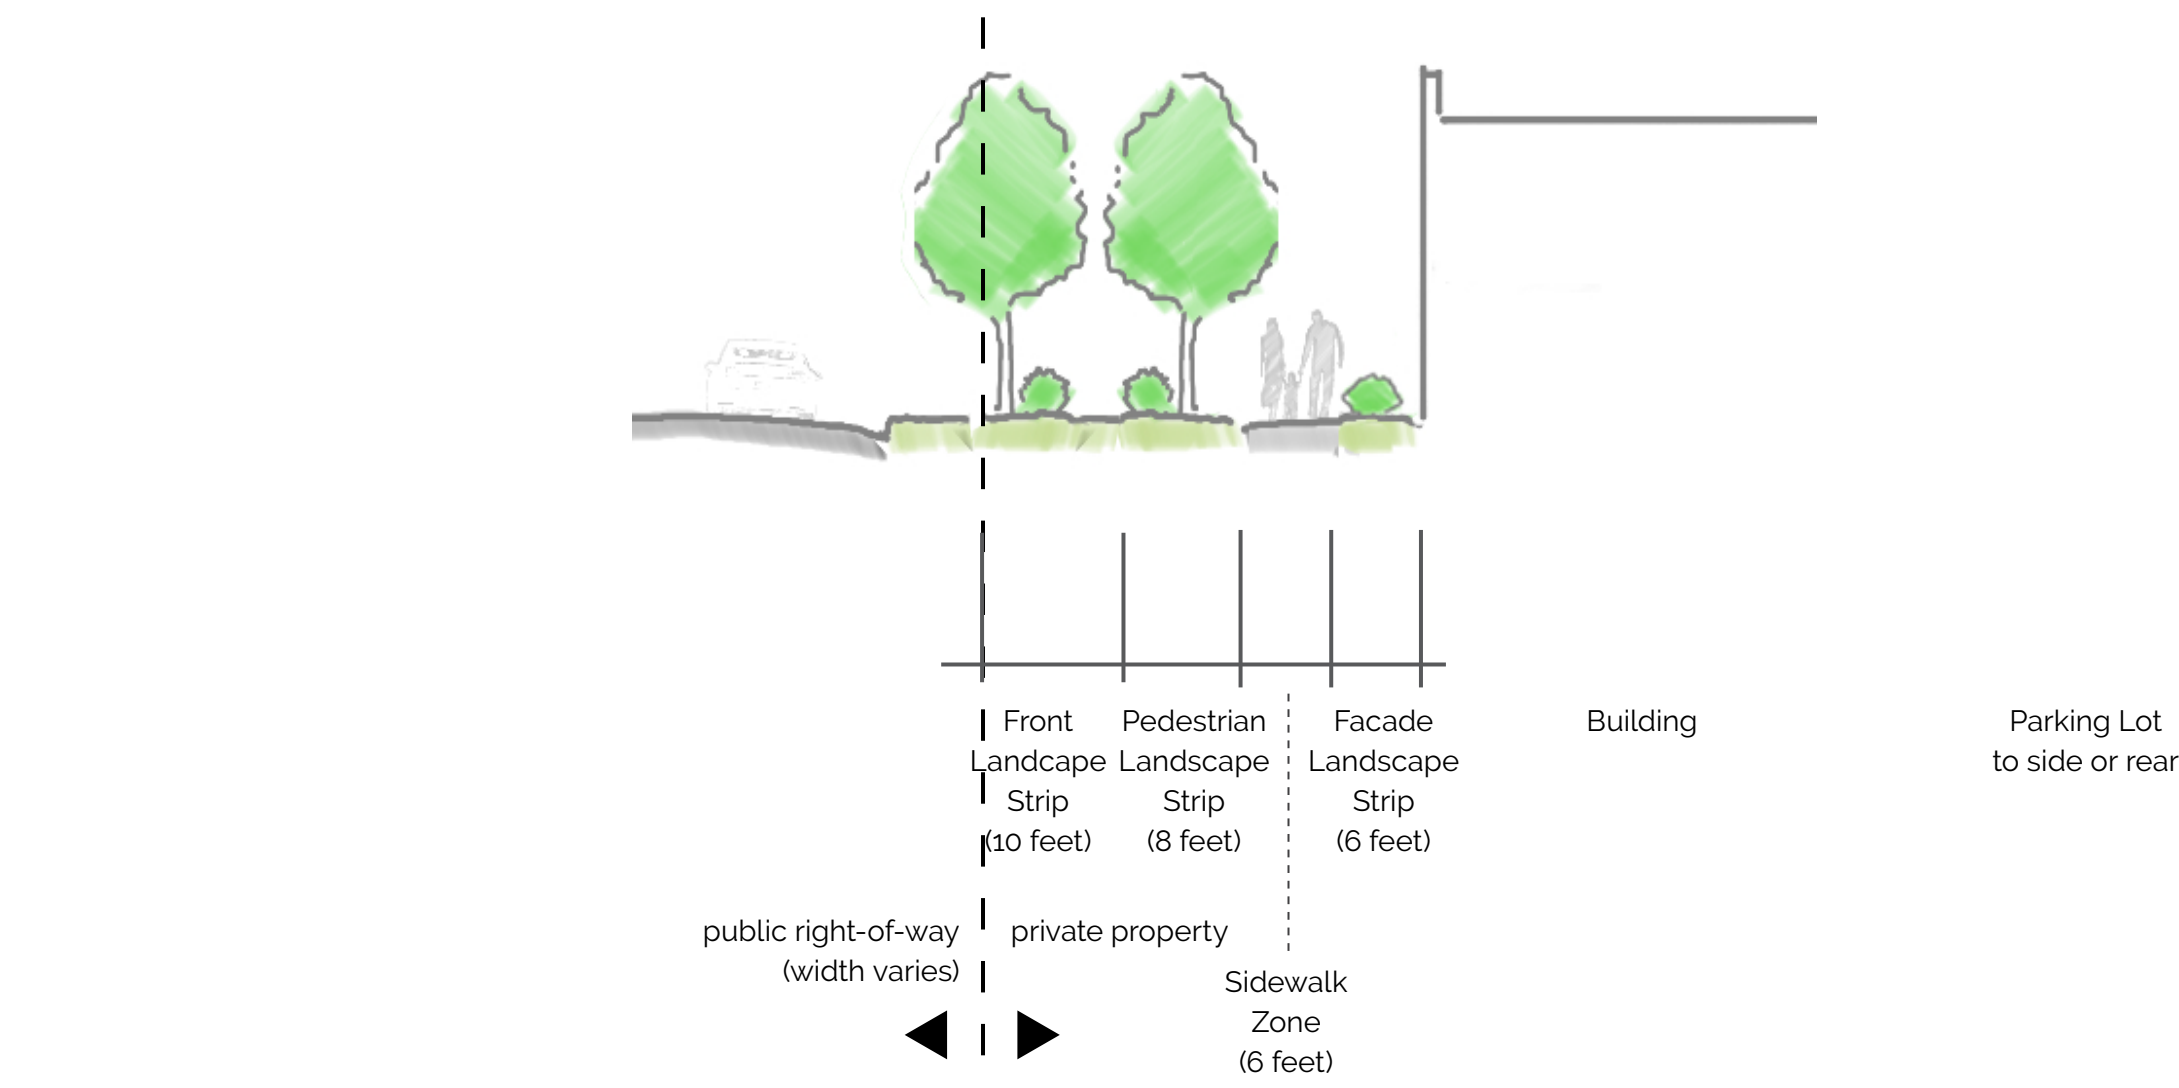 Front
Landcape
Strip
(10 feet)
Pedestrian
Landscape
Strip
(8 feet)
Facade
Landscape
Strip
(6 feet)
Building
Parking Lot
to side or rear
public right-of-way
(width varies)
private property
Sidewalk
Zone
(6 feet)